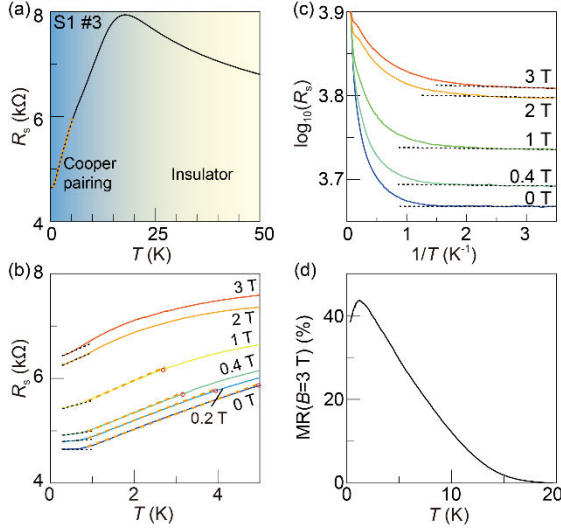 (a)
S1 #3
8
6
4
Rs (kΩ)
Cooper
pairing
Insulator
0 25 50
T (K)
(c)
3.9
3.8
3.7
log10(Rs)
3 T
2 T
1 T
0.4 T
0 T
0 1 2 3
1/T (K-1)
(b)
8
6
4
Rs (kΩ)
3 T
2 T
1 T
0.4 T
0.2 T
0 T
0 2 4
T (K)
(d)
40
20
0
MR(B=3 T) (%)
0 10 20
T (K)